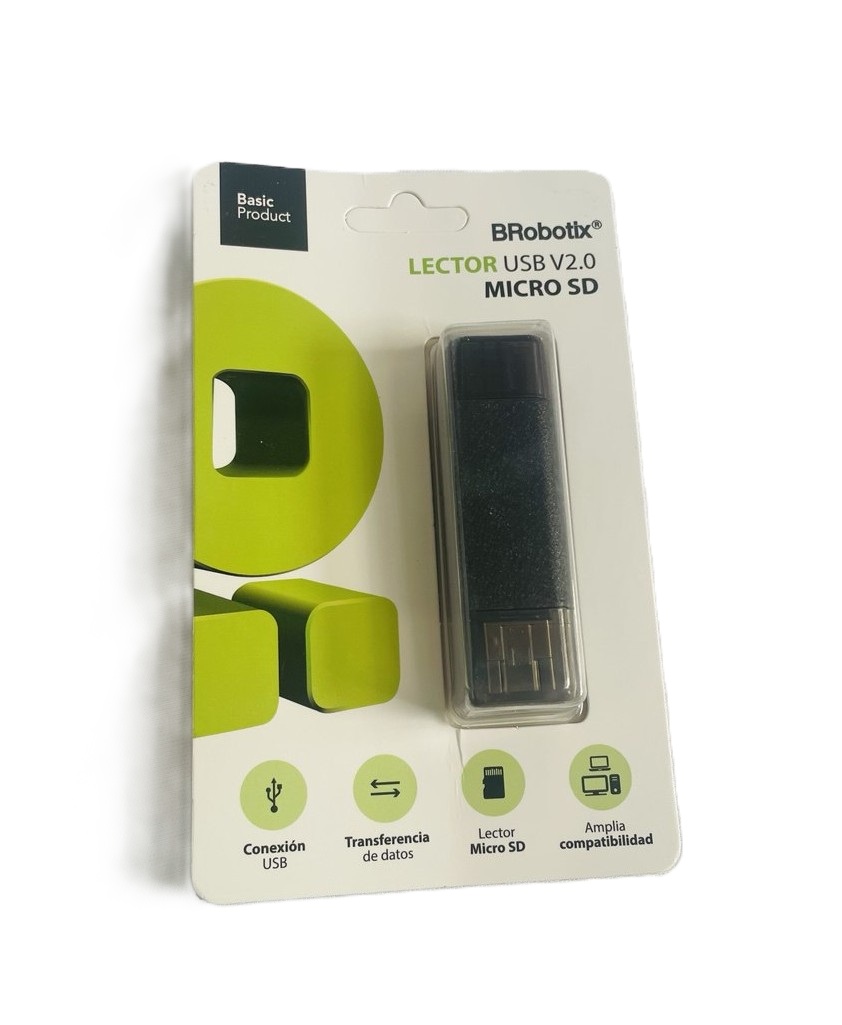 Basic
Product
BRobotix®
LECTOR USB V2.0
MICRO SD
Conexión
USB
Transferencia
de datos
Lector
Micro SD
Amplia
compatibilidad